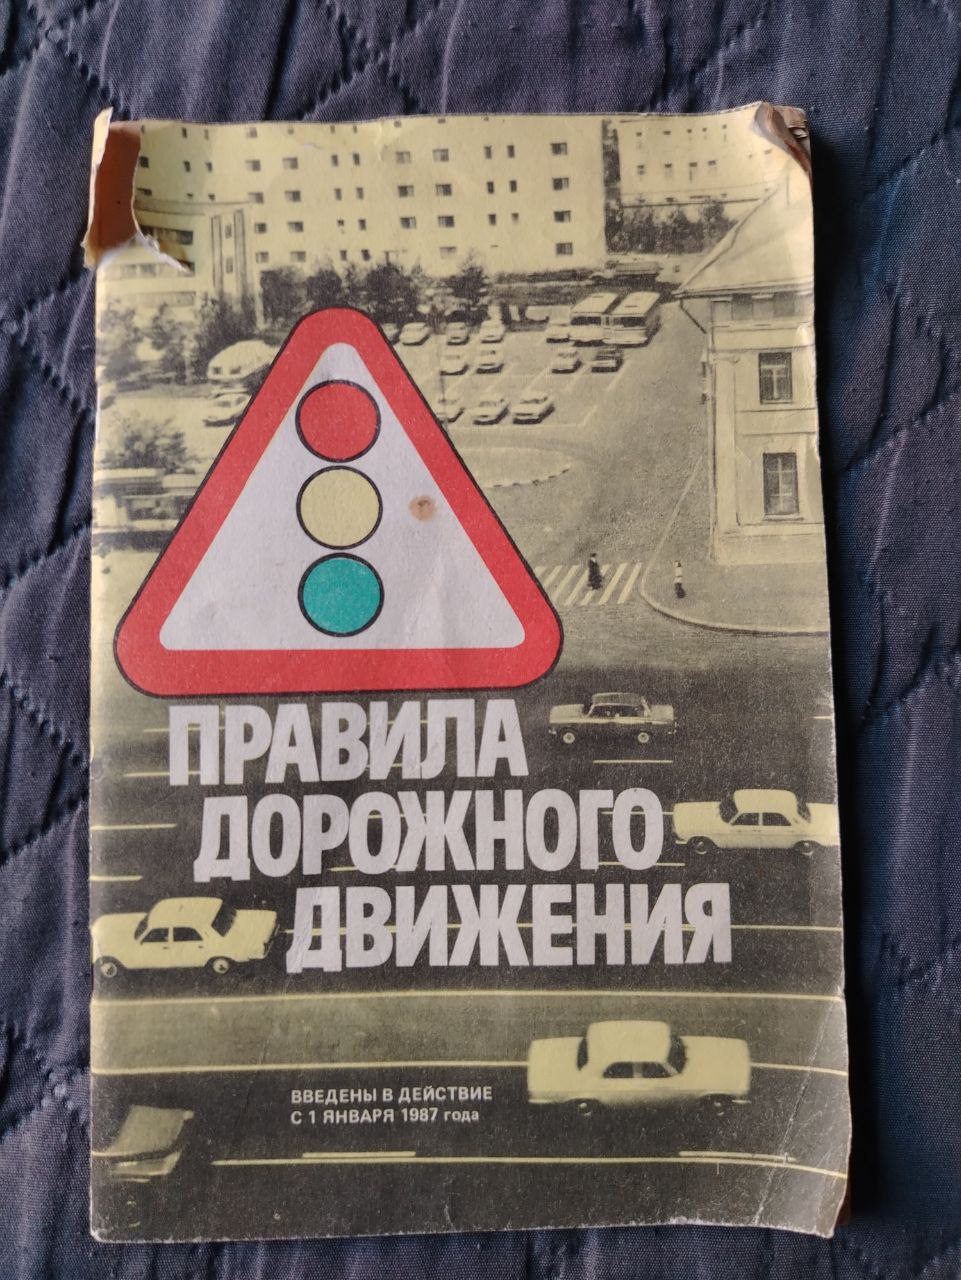 ПРАВИЛА
ДОРОЖНОГО
ДВИЖЕНИЯ
ВВЕДЕНЫ В ДЕЙСТВИЕ
С 1 ЯНВАРЯ 1987 года